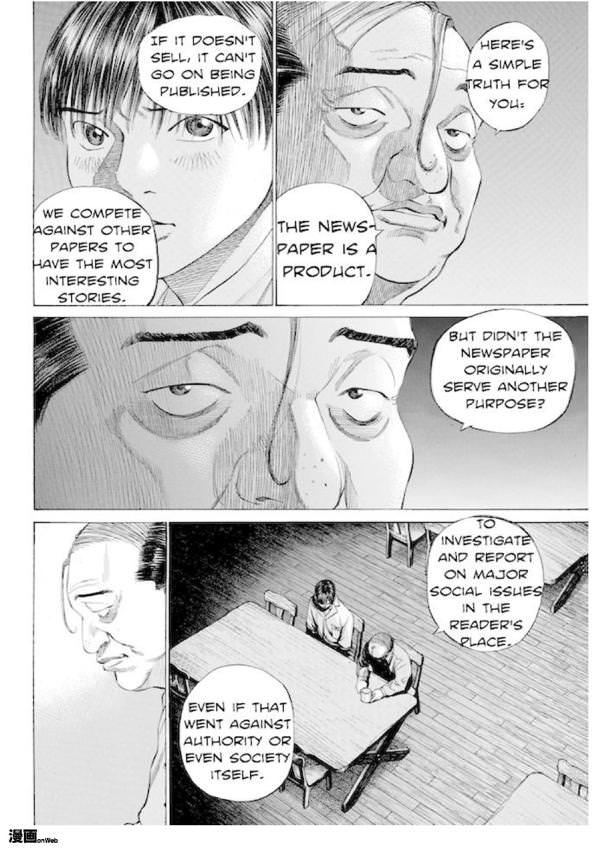 HERE'S
A SIMPLE
TRUTH FOR
YOU:
THE NEWS-
PAPER IS A
PRODUCT.
IF IT DOESN'T
SELL, IT CAN'T
GO ON BEING
PUBLISHED.
WE COMPETE
AGAINST OTHER
PAPERS TO
HAVE THE MOST
INTERESTING
STORIES.
BUT DIDN'T THE
NEWSPAPER
ORIGINALLY
SERVE ANOTHER
PURPOSE?
TO
INVESTIGATE
AND REPORT
ON MAJOR
SOCIAL ISSUES
IN THE
READER'S
PLACE.
EVEN IF THAT
WENT AGAINST
AUTHORITY OR
EVEN SOCIETY
ITSELF.
漫画onWeb